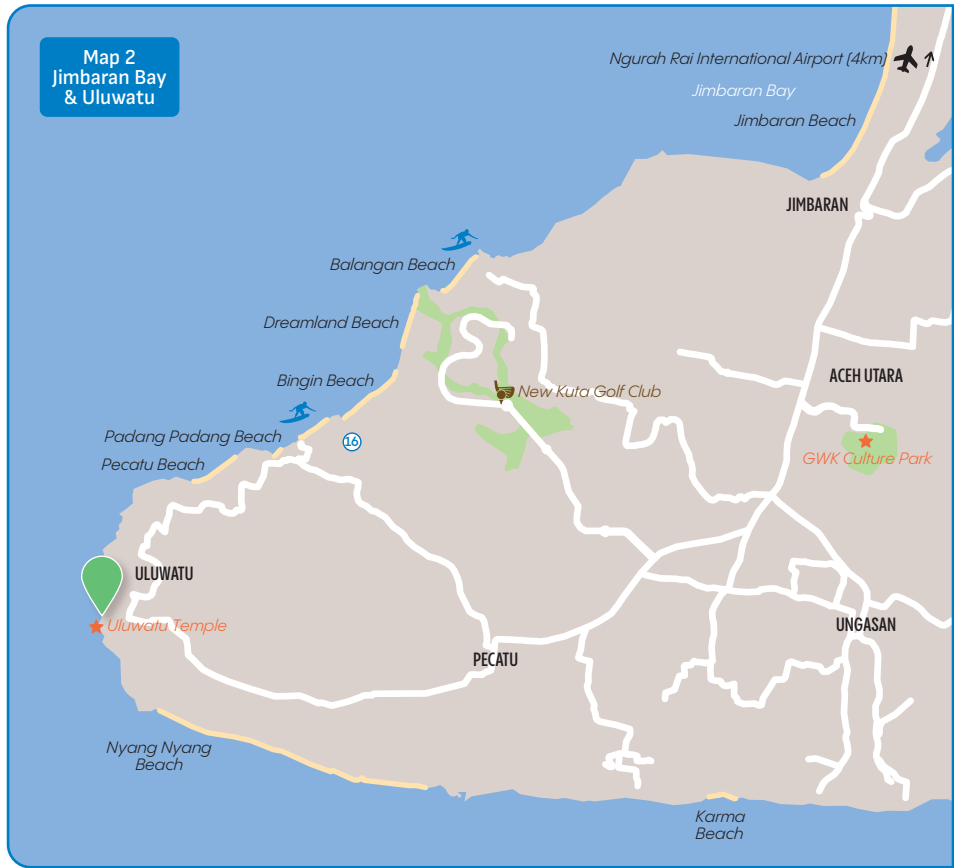 Map 2
Jimbaran Bay
& Uluwatu
Ngurah Rai International Airport (4km)
Jimbaran Bay
Jimbaran Beach
JIMBARAN
Balangan Beach
Dreamland Beach
ACEH UTARA
Bingin Beach
New Kuta Golf Club
Padang Padang Beach
16
GWK Culture Park
Pecatu Beach
ULUWATU
Uluwatu Temple
UNGASAN
PECATU
Nyang Nyang
Beach
Karma
Beach